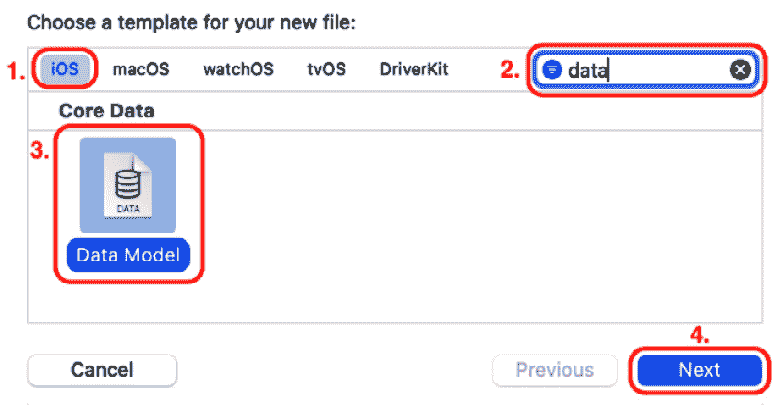 Choose a template for your new file:
1. iOS macOS watchOS tvOS DriverKit 2. data
Core Data
3.
DATA
Data Model
4.
Cancel Previous Next